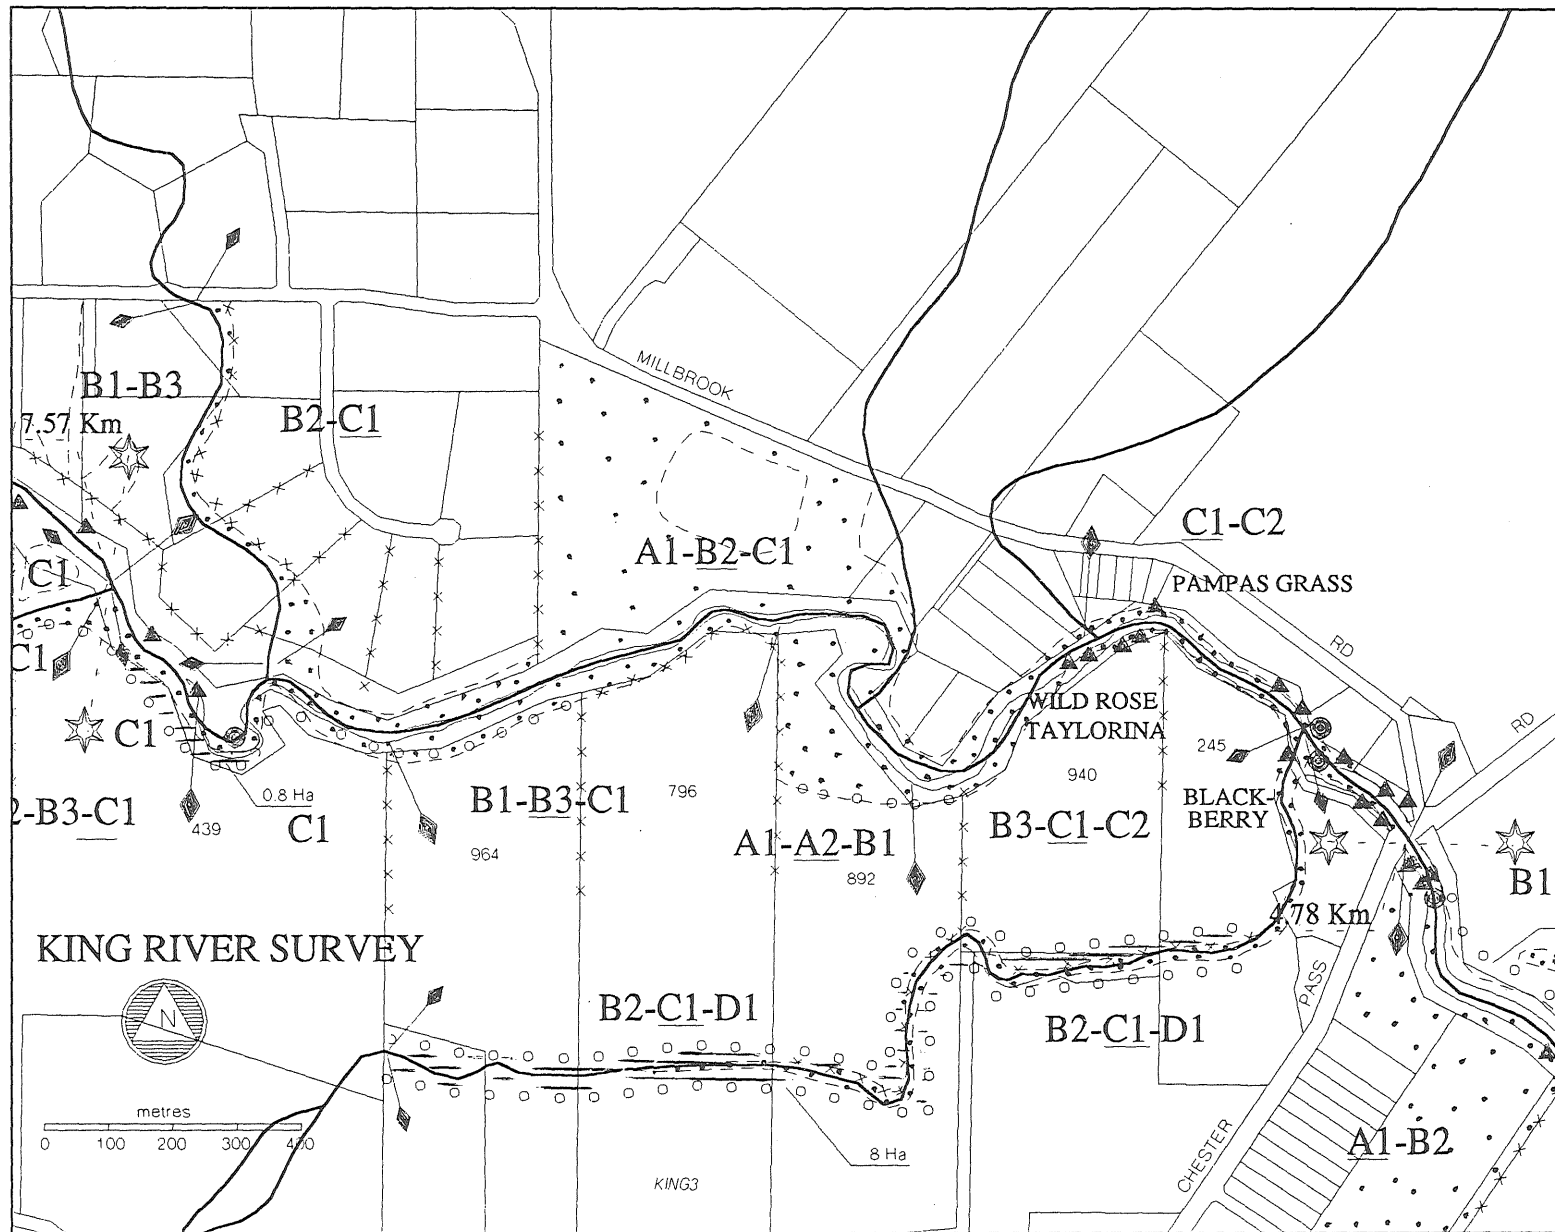 MILLBROOK
B1-B3
7.57 Km
B2-C1
C1-C2
A1-B2-C1
C1
PAMPAS GRASS
RD
C1
WILD ROSE
TAYLORINA
C1
245
RD
940
0.8 Ha
B1-B3-C1
796
BLACK-
BERRY
2-B3-C1
439
C1
B3-C1-C2
A1-A2-B1
964
892
B1
4.78 Km
KING RIVER SURVEY
PASS
N
B2-C1-D1
B2-C1-D1
metres
0 100 200 300 400
CHESTER
A1-B2
8 Ha
KING3